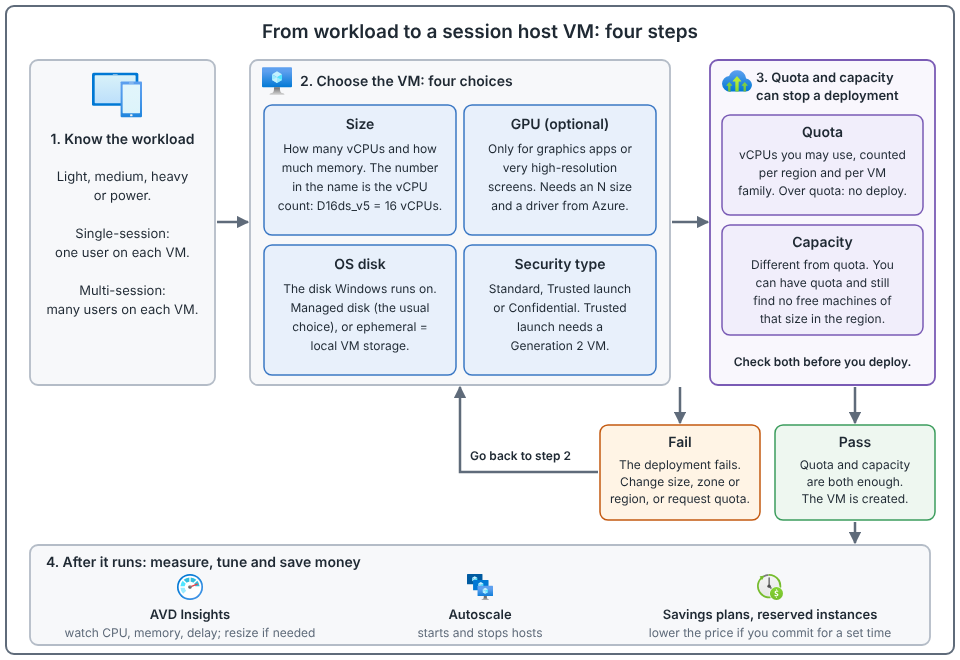 From workload to a session host VM: four steps
1. Know the workload
Light, medium, heavy
or power.
Single-session:
one user on each VM.
Multi-session:
many users on each VM.
2. Choose the VM: four choices
Size
How many vCPUs and how
much memory. The number
in the name is the vCPU
count: D16ds_v5 = 16 vCPUs.
GPU (optional)
Only for graphics apps or
very high-resolution
screens. Needs an N size
and a driver from Azure.
OS disk
The disk Windows runs on.
Managed disk (the usual
choice), or ephemeral =
local VM storage.
Security type
Standard, Trusted launch
or Confidential. Trusted
launch needs a
Generation 2 VM.
3. Quota and capacity
can stop a deployment
Quota
vCPUs you may use, counted
per region and per VM
family. Over quota: no deploy.
Capacity
Different from quota. You
can have quota and still
find no free machines of
that size in the region.
Check both before you deploy.
Go back to step 2
Fail
The deployment fails.
Change size, zone or
region, or request quota.
Pass
Quota and capacity
are both enough.
The VM is created.
4. After it runs: measure, tune and save money
AVD Insights
watch CPU, memory, delay; resize if needed
Autoscale
starts and stops hosts
Savings plans, reserved instances
lower the price if you commit for a set time